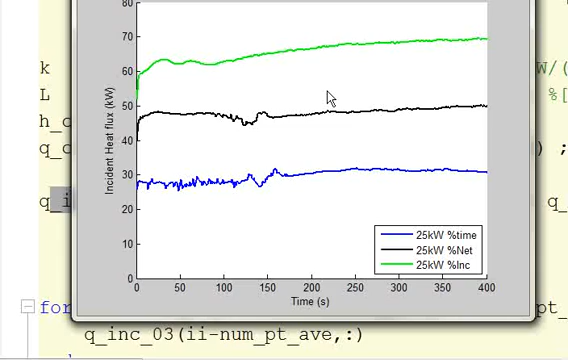 80
k 70 W/(
60
L %[
50
h_c
q_c 40 ) ;
30
q_i q_
20
10
0
0 50 100 150 200 250 300 350 400
Time (s)
Incident Heat flux (kW)
25kW %time
25kW %Net
25kW %Inc
for pt_
q_inc_03(ii-num_pt_ave,:)